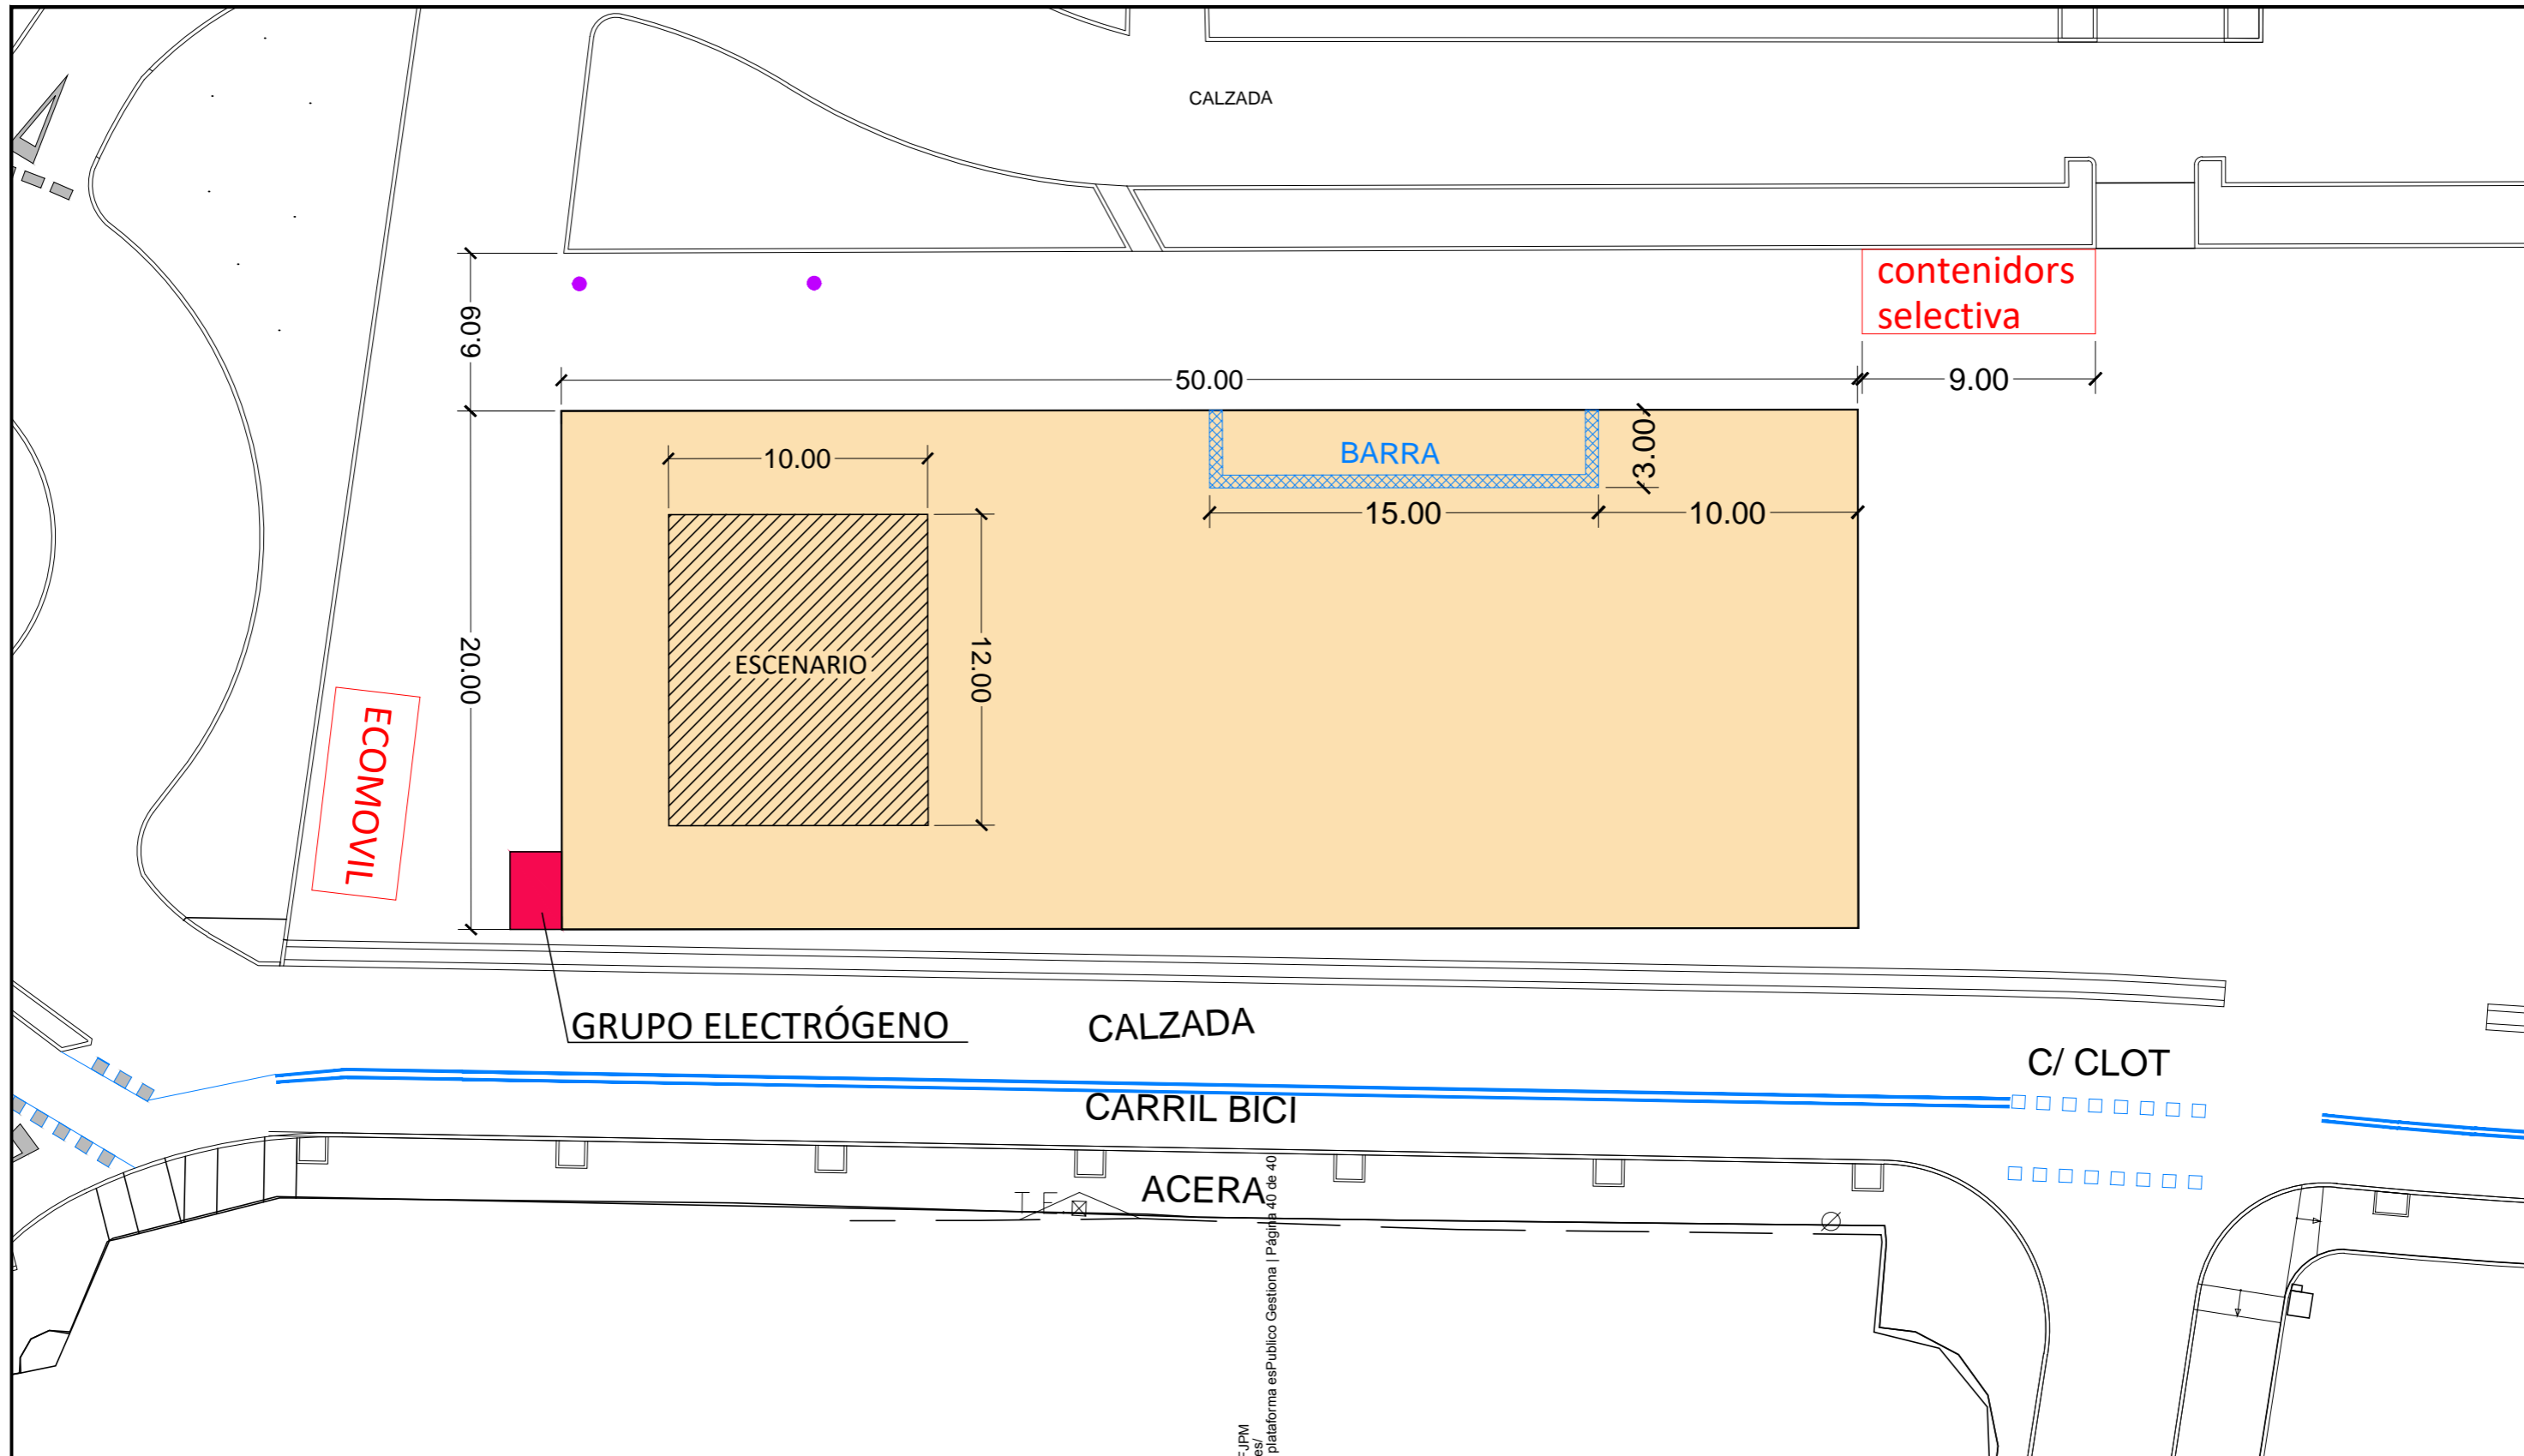 CALZADA
contenidors
selectiva
6.09
50.00
9.00
10.00
BARRA
3.00
15.00
10.00
20.00
ESCENARIO
12.00
ECOMOVIL
GRUPO ELECTRÓGENO
CALZADA
C/ CLOT
CARRIL BICI
ACERA
T.E.
plataforma esPublico Gestiona | Página 40 de 40
FJPM
es/